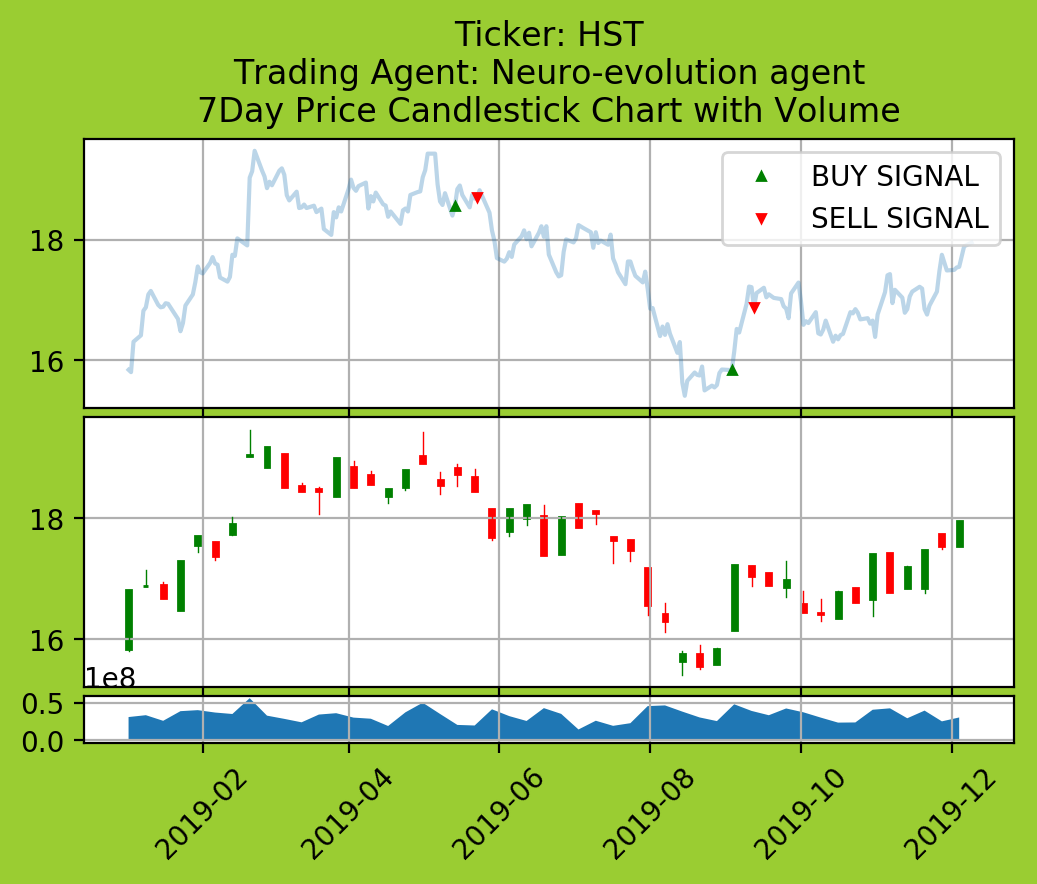 Ticker: HST
Trading Agent: Neuro-evolution agent
7Day Price Candlestick Chart with Volume
BUY SIGNAL
SELL SIGNAL
18
16
18
16
1e8
0.5
0.0
2019-02
2019-04
2019-06
2019-08
2019-10
2019-12